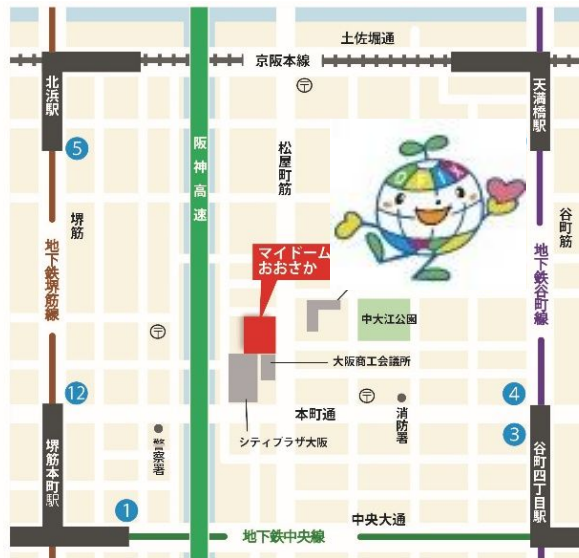 土佐堀通
京阪本線
北浜駅
天満橋駅
〒
5
阪神高速
松屋町筋
堺筋
谷町筋
OFIX
地下鉄堺筋線
地下鉄谷町線
マイドーム
おおさか
中大江公園
〒
大阪商工会議所
12
4
本町通
〒
消防署
シティプラザ大阪
警察署
3
堺筋本町駅
谷町四丁目駅
1
中央大通
地下鉄中央線